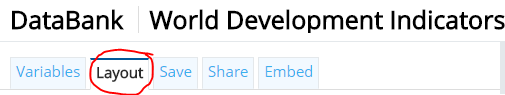 DataBank World Development Indicators
Variables Layout Save Share Embed